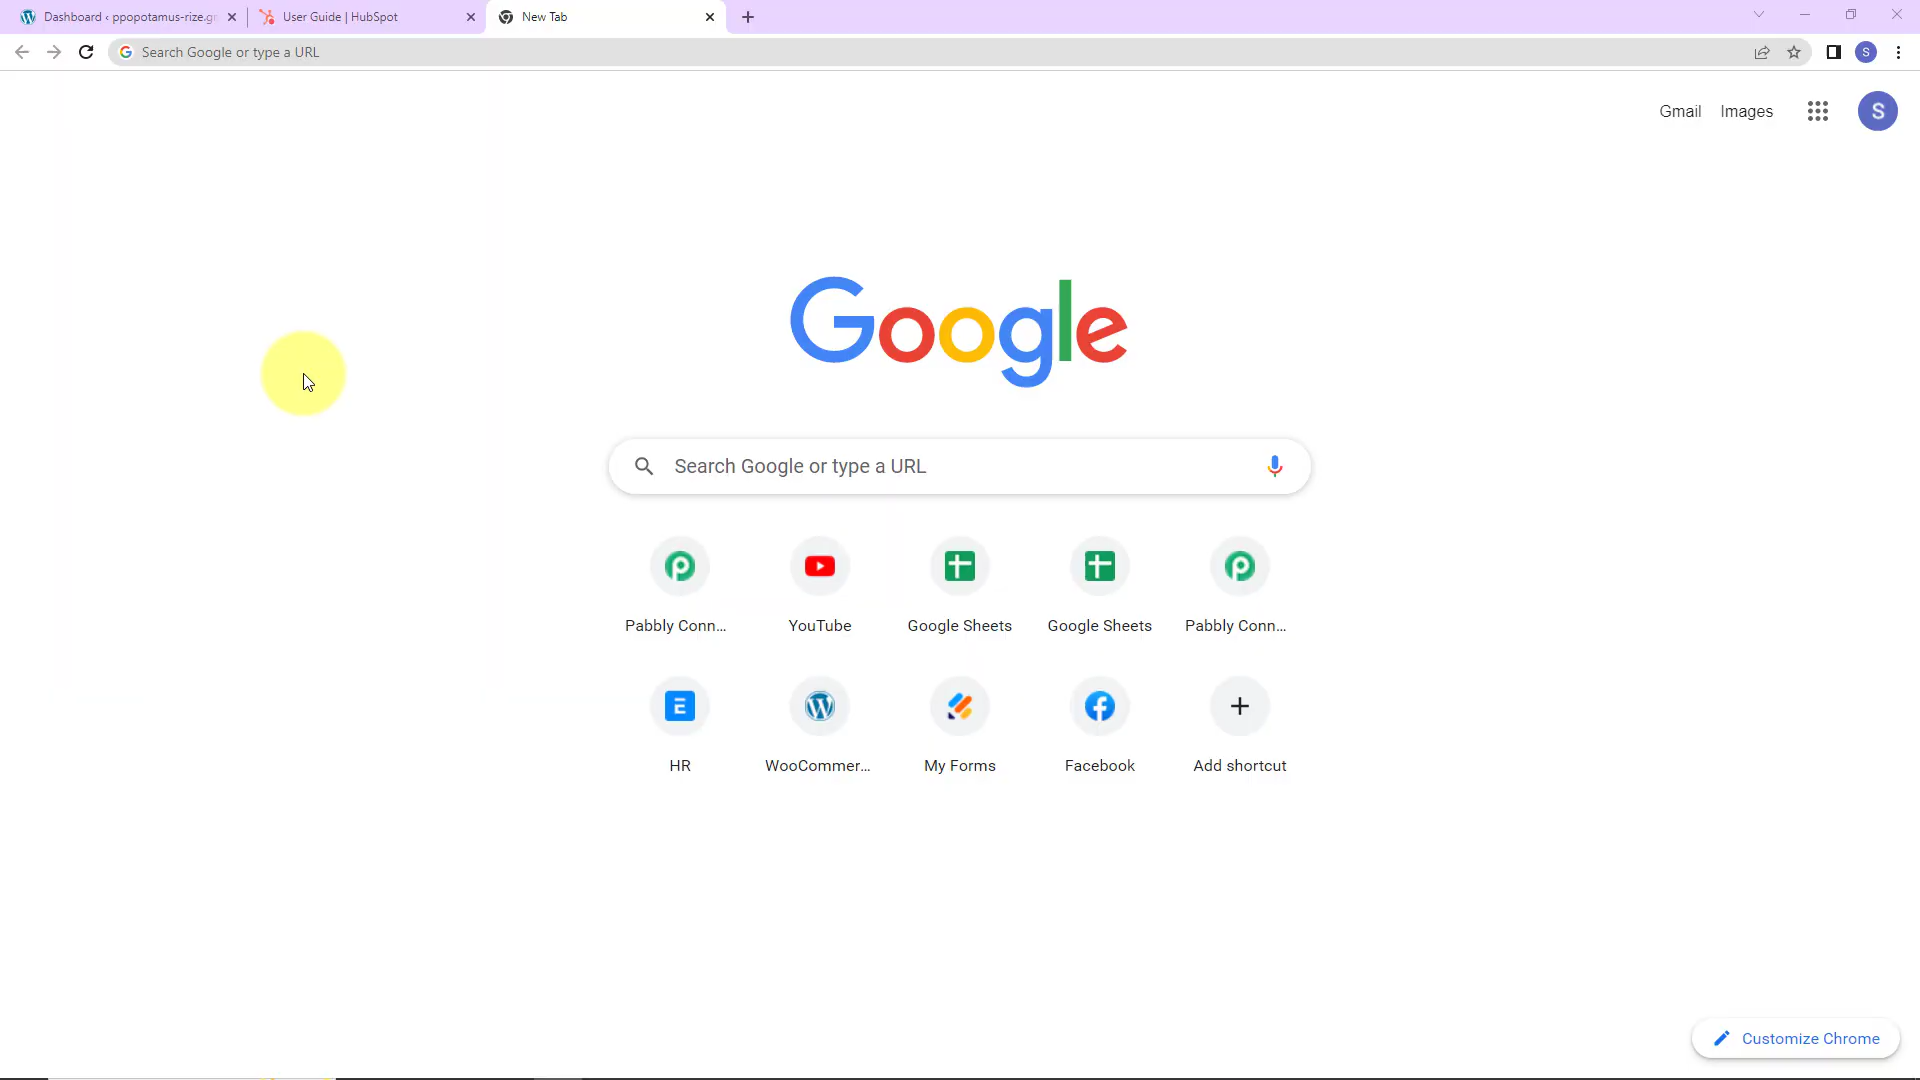 Dashboard ‹ ppopotamus-rize.gr
User Guide | HubSpot
New Tab
Search Google or type a URL
S
Gmail
Images
S
Google
Search Google or type a URL
Pabbly Conn...
YouTube
Google Sheets
Google Sheets
Pabbly Conn...
HR
WooCommer...
My Forms
Facebook
Add shortcut
Customize Chrome